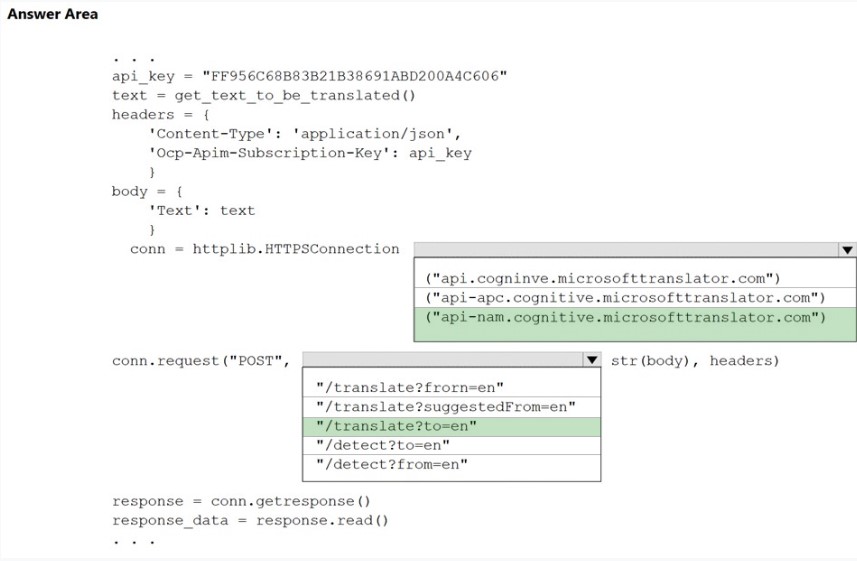 Answer Area
. . .
api_key = "FF956C68B83B21B38691ABD200A4C606"
text = get_text_to_be_translated()
headers = {
'Content-Type': 'application/json',
'Ocp-Apim-Subscription-Key': api_key
}
body = {
'Text': text
}
conn = httplib.HTTPSConnection
("api.cogninve.microsofttranslator.com")
("api-apc.cognitive.microsofttranslator.com")
("api-nam.cognitive.microsofttranslator.com")
conn.request("POST", str(body), headers)
"/translate?frorn=en"
"/translate?suggestedFrom=en"
"/translate?to=en"
"/detect?to=en"
"/detect?from=en"
response = conn.getresponse()
response_data = response.read()
. . .